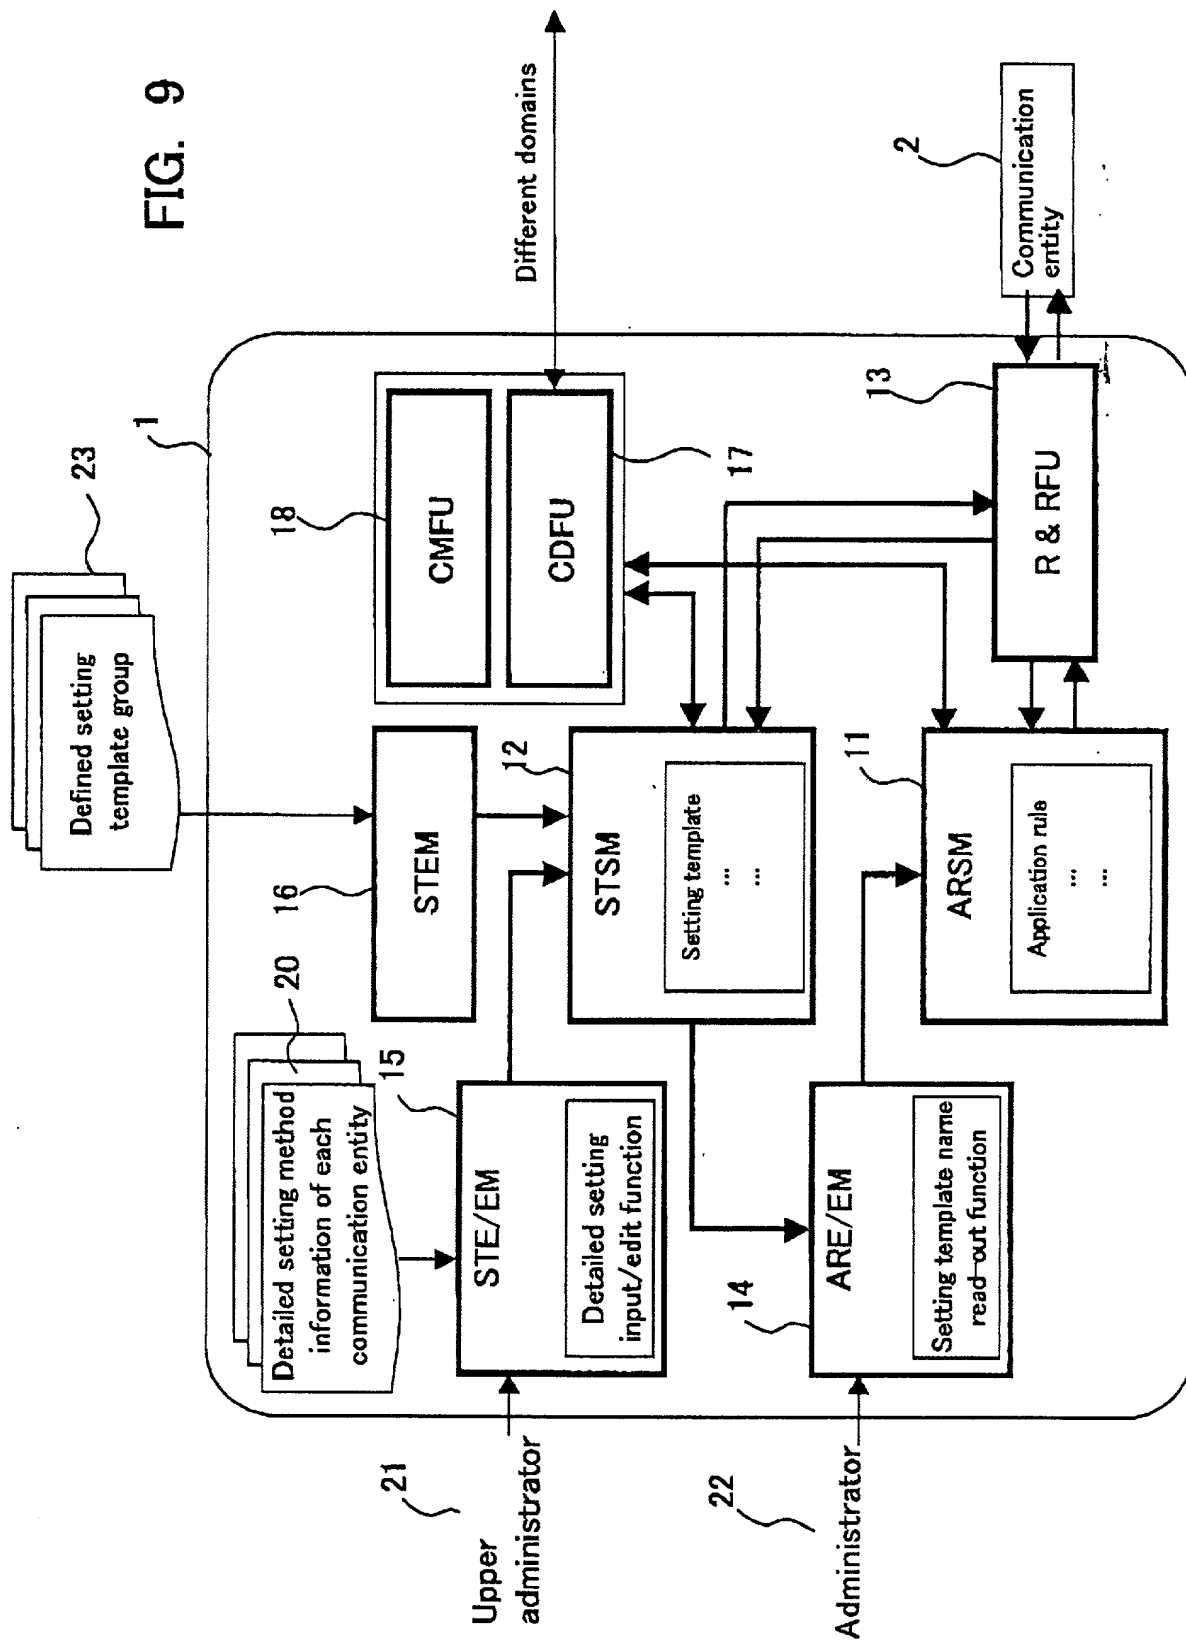 FIG. 9
Detailed setting method
information of each
communication entity
20
Defined setting
template group
23
1
Upper
administrator
21
STE/EM
15
Detailed setting
input/edit function
STEM
16
CMFU
18
CDFU
17
Different domains
STSM
12
Setting template
...
...
Administrator
22
ARE/EM
14
Setting template name
read-out function
ARSM
11
Application rule
...
...
R & RFU
13
Communication
entity
2